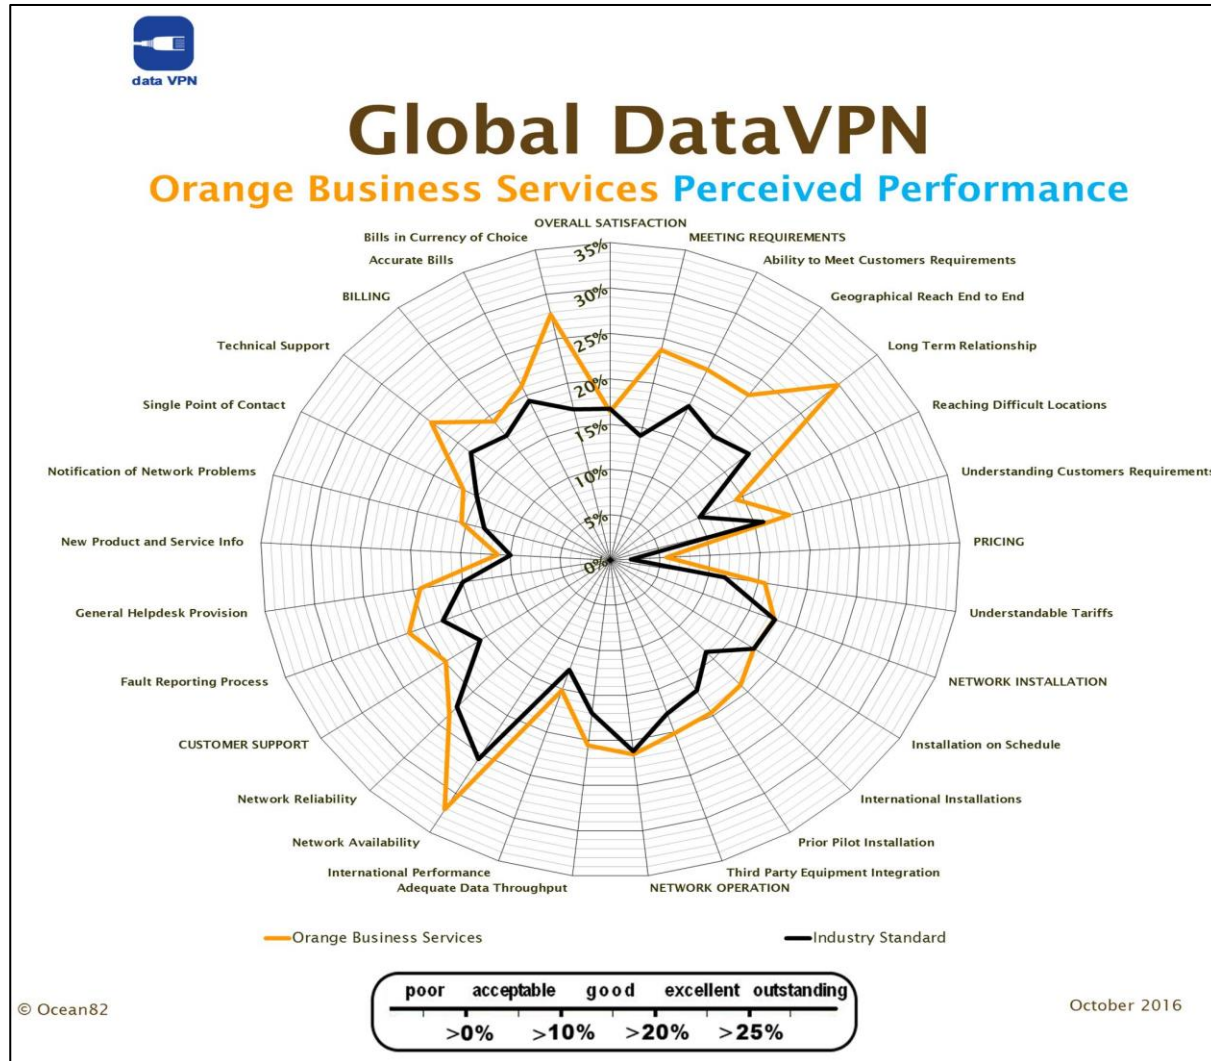 data VPN
Global DataVPN
Orange Business Services Perceived Performance
OVERALL SATISFACTION
MEETING REQUIREMENTS
Ability to Meet Customers Requirements
Geographical Reach End to End
Long Term Relationship
Reaching Difficult Locations
Understanding Customers Requirements
PRICING
Understandable Tariffs
NETWORK INSTALLATION
Installation on Schedule
International Installations
Prior Pilot Installation
Third Party Equipment Integration
NETWORK OPERATION
Adequate Data Throughput
International Performance
Network Availability
Network Reliability
CUSTOMER SUPPORT
Fault Reporting Process
General Helpdesk Provision
New Product and Service Info
Notification of Network Problems
Single Point of Contact
Technical Support
BILLING
Accurate Bills
Bills in Currency of Choice
35%
30%
25%
20%
15%
10%
5%
0%
Orange Business Services
Industry Standard
poor acceptable good excellent outstanding
>0% >10% >20% >25%
© Ocean82
October 2016